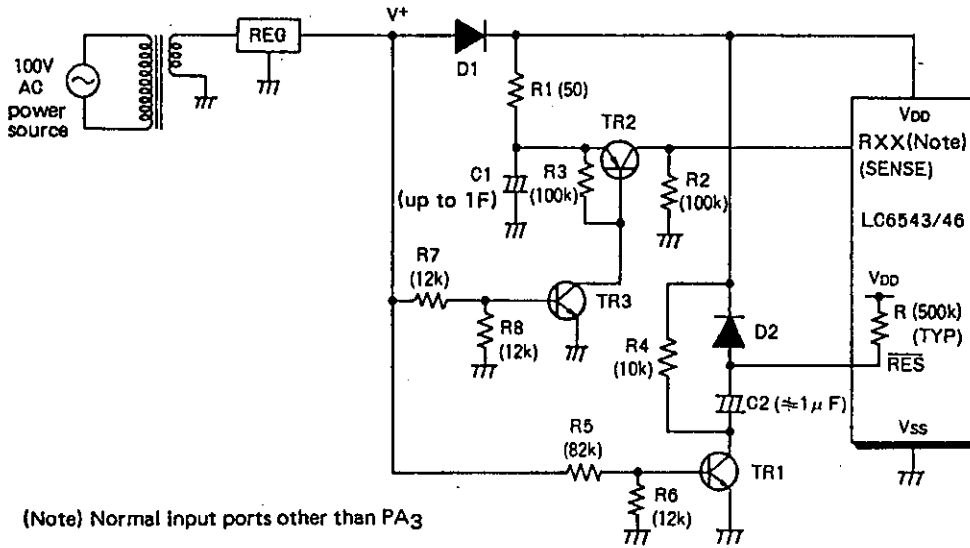 V+
REG
100V
AC
power
source
D1
R1 (50)
TR2
VDD
RXX(Note)
(SENSE)
C1
(up to 1F)
R3
(100k)
R2
(100k)
LC6543/46
R7
(12k)
TR3
R8
(12k)
VDD
R (500k)
(TYP)
R4
(10k)
D2
RES
C2 (≑1μF)
R5
(82k)
VSS
TR1
R6
(12k)
(Note) Normal input ports other than PA3